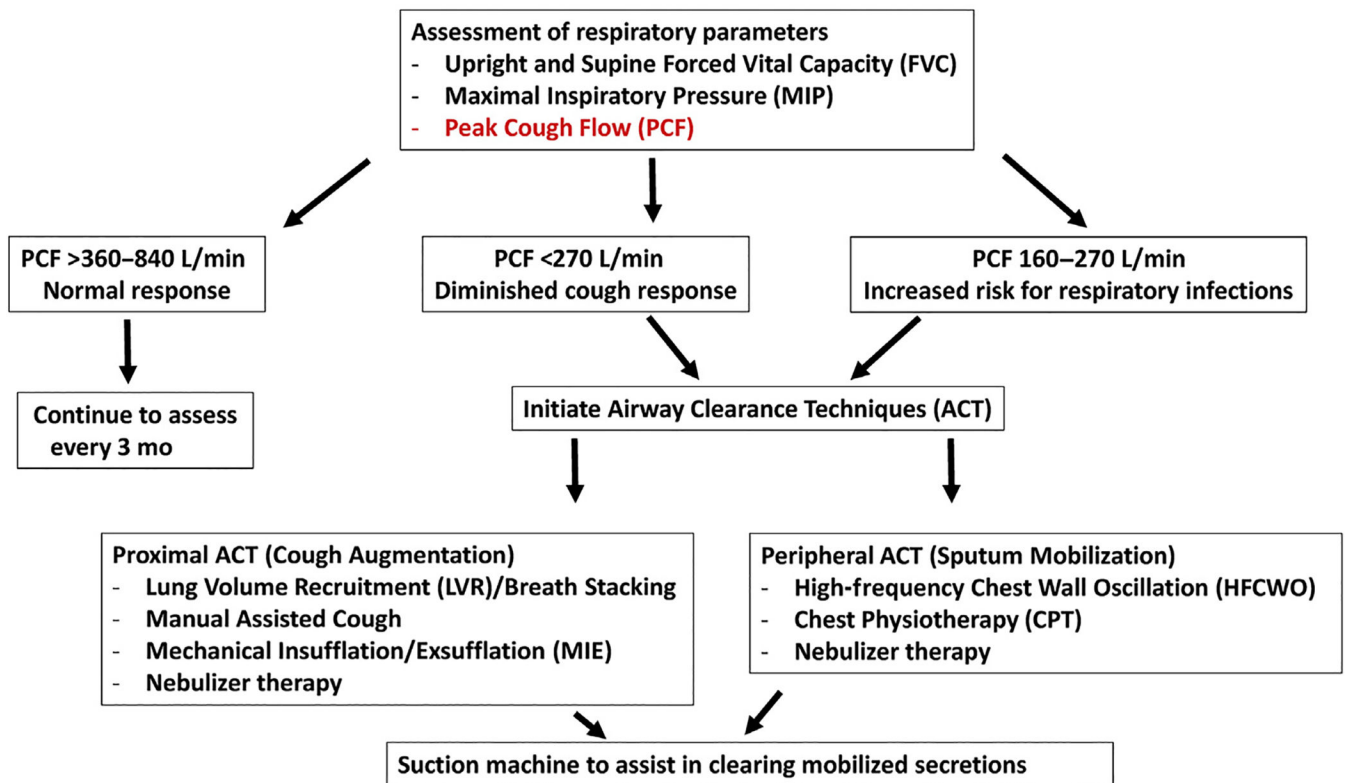 Assessment of respiratory parameters
- Upright and Supine Forced Vital Capacity (FVC)
- Maximal Inspiratory Pressure (MIP)
- Peak Cough Flow (PCF)
PCF >360–840 L/min
Normal response
PCF <270 L/min
Diminished cough response
PCF 160–270 L/min
Increased risk for respiratory infections
Continue to assess
every 3 mo
Initiate Airway Clearance Techniques (ACT)
Proximal ACT (Cough Augmentation)
- Lung Volume Recruitment (LVR)/Breath Stacking
- Manual Assisted Cough
- Mechanical Insufflation/Exsufflation (MIE)
- Nebulizer therapy
Peripheral ACT (Sputum Mobilization)
- High-frequency Chest Wall Oscillation (HFCWO)
- Chest Physiotherapy (CPT)
- Nebulizer therapy
Suction machine to assist in clearing mobilized secretions